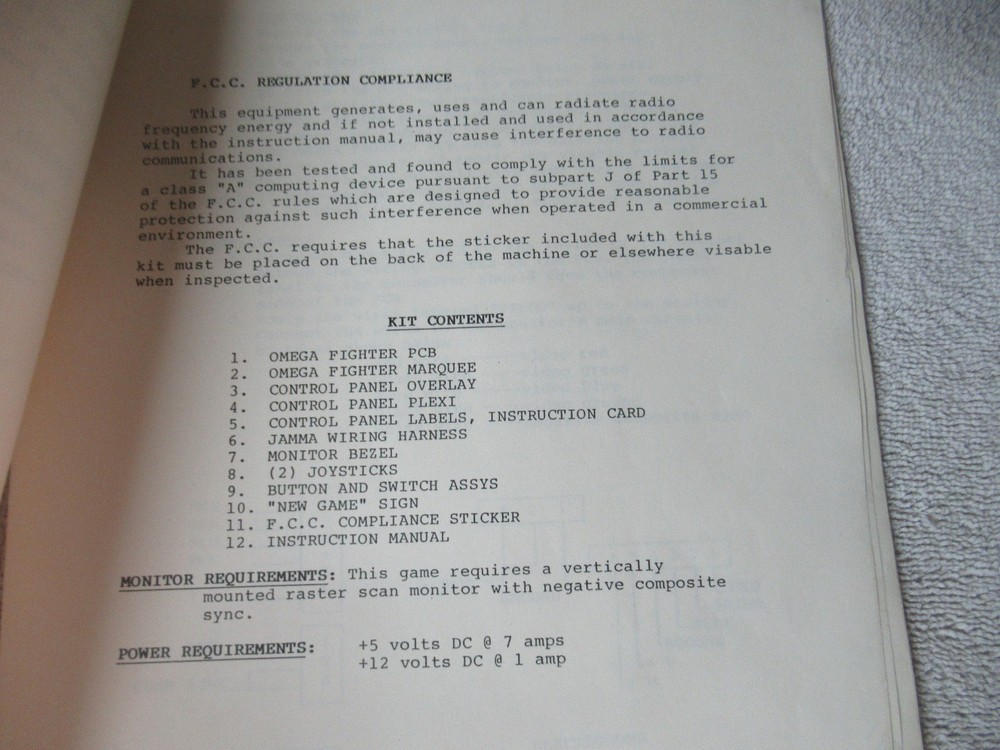 F.C.C. REGULATION COMPLIANCE
This equipment generates, uses and can radiate radio
frequency energy and if not installed and used in accordance
with the instruction manual, may cause interference to radio
communications.
It has been tested and found to comply with the limits for
a class "A" computing device pursuant to subpart J of Part 15
of the F.C.C. rules which are designed to provide reasonable
protection against such interference when operated in a commercial
environment.
The F.C.C. requires that the sticker included with this
kit must be placed on the back of the machine or elsewhere visable
when inspected.
KIT CONTENTS
1. OMEGA FIGHTER PCB
2. OMEGA FIGHTER MARQUEE
3. CONTROL PANEL OVERLAY
4. CONTROL PANEL PLEXI
5. CONTROL PANEL LABELS, INSTRUCTION CARD
6. JAMMA WIRING HARNESS
7. MONITOR BEZEL
8. (2) JOYSTICKS
9. BUTTON AND SWITCH ASSYS
10. "NEW GAME" SIGN
11. F.C.C. COMPLIANCE STICKER
12. INSTRUCTION MANUAL
MONITOR REQUIREMENTS: This game requires a vertically
mounted raster scan monitor with negative composite
sync.
POWER REQUIREMENTS: +5 volts DC @ 7 amps
+12 volts DC @ 1 amp